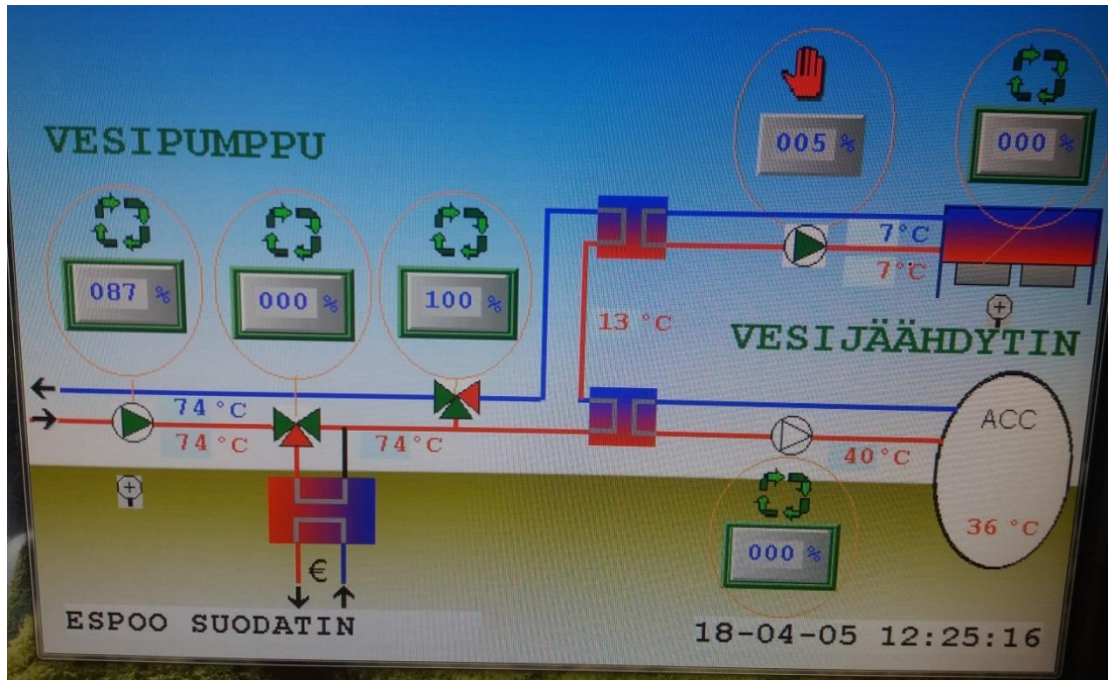 005 %
000 %
VESIPUMPPU
087 %
000 %
100 %
7°C
7°C
13 °C
VESIJÄÄHDYTIN
74°C
74°C
74°C
ACC
40°C
36 °C
000 %
€
ESPOO SUODATIN
18-04-05 12:25:16